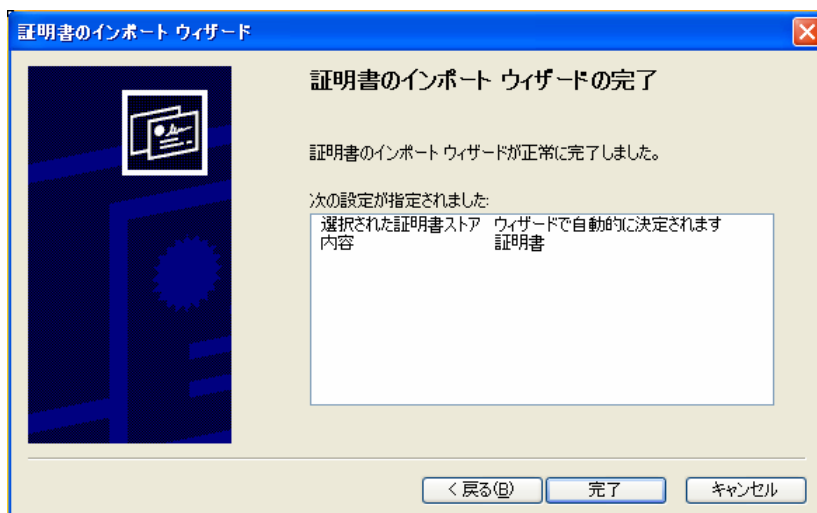 証明書のインポート ウィザード
証明書のインポート ウィザードの完了
証明書のインポート ウィザードが正常に完了しました。
次の設定が指定されました:
選択された証明書ストア ウィザードで自動的に決定されます
内容 証明書
< 戻る(B) 完了 キャンセル